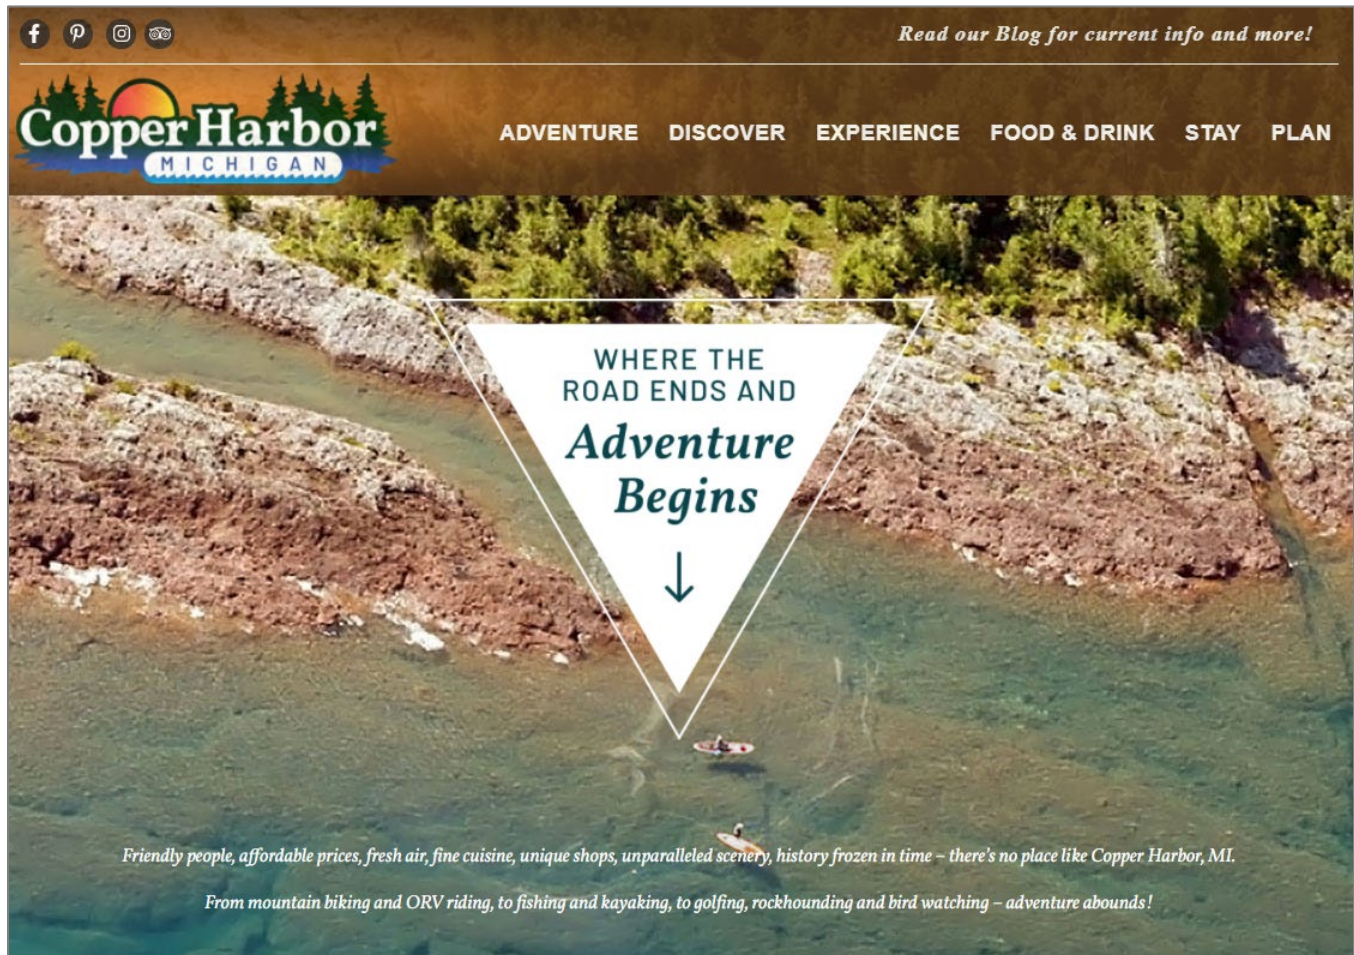 Read our Blog for current info and more!
Copper Harbor
MICHIGAN
ADVENTURE DISCOVER EXPERIENCE FOOD & DRINK STAY PLAN
WHERE THE
ROAD ENDS AND
Adventure
Begins
Friendly people, affordable prices, fresh air, fine cuisine, unique shops, unparalleled scenery, history frozen in time – there's no place like Copper Harbor, MI.
From mountain biking and ORV riding, to fishing and kayaking, to golfing, rockhounding and bird watching – adventure abounds!